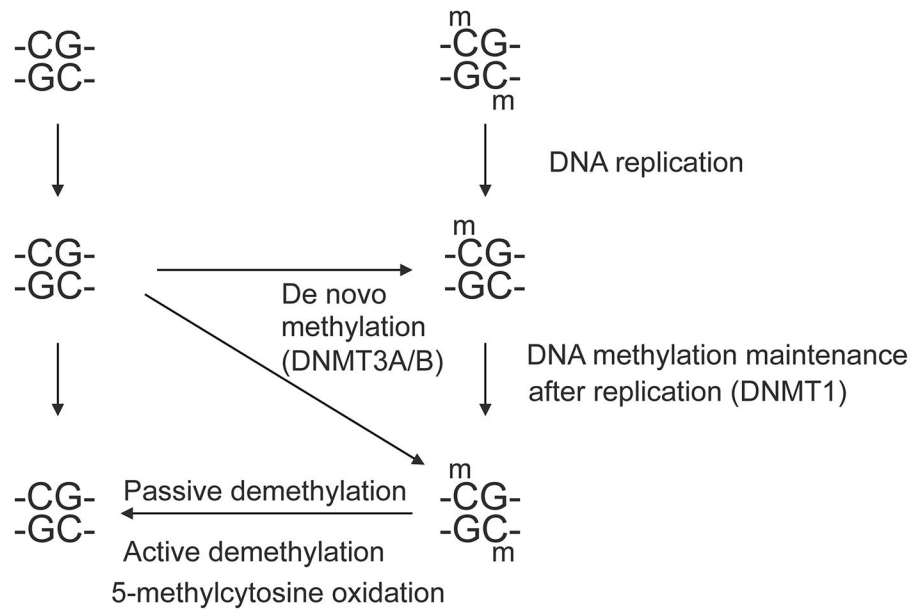 -CG-
-GC-
m
-CG-
-GC-
m
DNA replication
-CG-
-GC-
m
-CG-
-GC-
De novo
methylation
(DNMT3A/B)
DNA methylation maintenance
after replication (DNMT1)
-CG-
-GC-
Passive demethylation
Active demethylation
5-methylcytosine oxidation
m
-CG-
-GC-
m